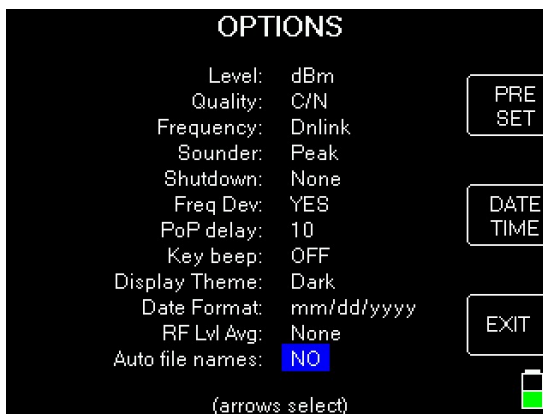 OPTIONS
Level: dBm
Quality: C/N
Frequency: Dnlink
Sounder: Peak
Shutdown: None
Freq Dev: YES
PoP delay: 10
Key beep: OFF
Display Theme: Dark
Date Format: mm/dd/yyyy
RF Lvl Avg: None
Auto file names: NO
(arrows select)
PRE
SET
DATE
TIME
EXIT